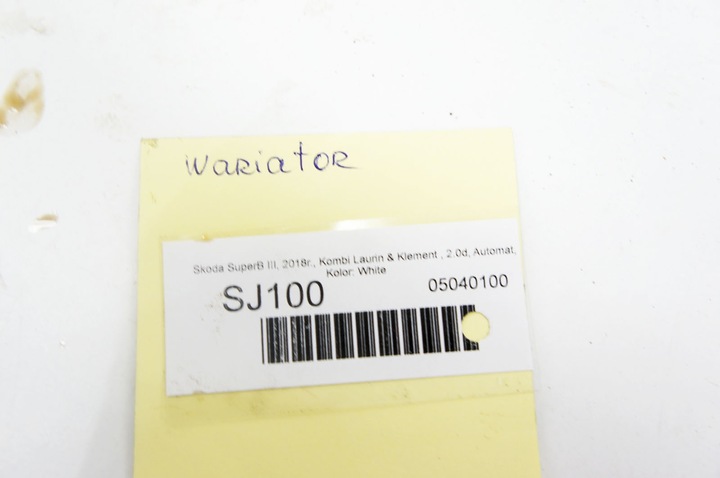 Wariator
Skoda SuperB III, 2018r., Kombi Laurin & Klement , 2.0d, Automat,
Kolor: White
SJ100
05040100